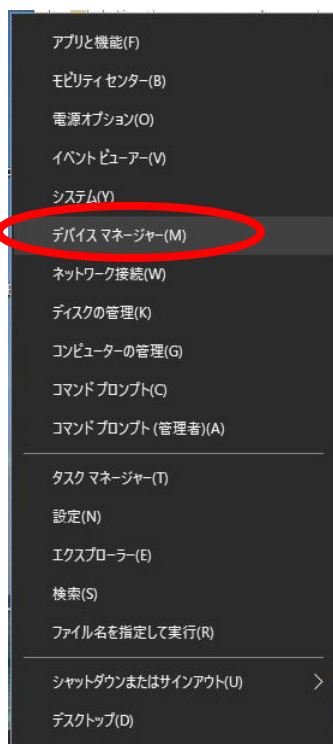 アプリと機能(F)
モビリティ センター(B)
電源オプション(O)
イベント ビューアー(V)
システム(Y)
デバイス マネージャー(M)
ネットワーク接続(W)
ディスクの管理(K)
コンピューターの管理(G)
コマンド プロンプト(C)
コマンド プロンプト (管理者)(A)
タスク マネージャー(T)
設定(N)
エクスプローラー(E)
検索(S)
ファイル名を指定して実行(R)
シャットダウンまたはサインアウト(U)
デスクトップ(D)